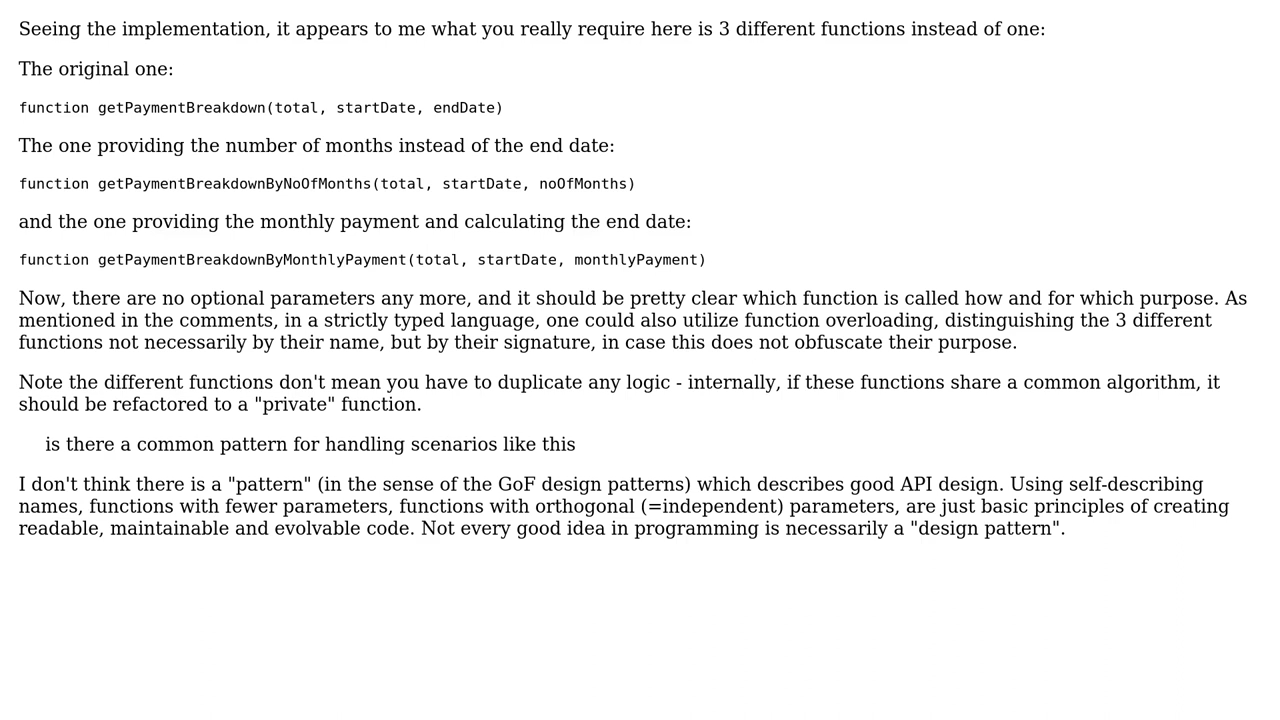 Seeing the implementation, it appears to me what you really require here is 3 different functions instead of one:
The original one:
function getPaymentBreakdown(total, startDate, endDate)
The one providing the number of months instead of the end date:
function getPaymentBreakdownByNoOfMonths(total, startDate, noOfMonths)
and the one providing the monthly payment and calculating the end date:
function getPaymentBreakdownByMonthlyPayment(total, startDate, monthlyPayment)
Now, there are no optional parameters any more, and it should be pretty clear which function is called how and for which purpose. As
mentioned in the comments, in a strictly typed language, one could also utilize function overloading, distinguishing the 3 different
functions not necessarily by their name, but by their signature, in case this does not obfuscate their purpose.
Note the different functions don't mean you have to duplicate any logic - internally, if these functions share a common algorithm, it
should be refactored to a "private" function.
is there a common pattern for handling scenarios like this
I don't think there is a "pattern" (in the sense of the GoF design patterns) which describes good API design. Using self-describing
names, functions with fewer parameters, functions with orthogonal (=independent) parameters, are just basic principles of creating
readable, maintainable and evolvable code. Not every good idea in programming is necessarily a "design pattern".